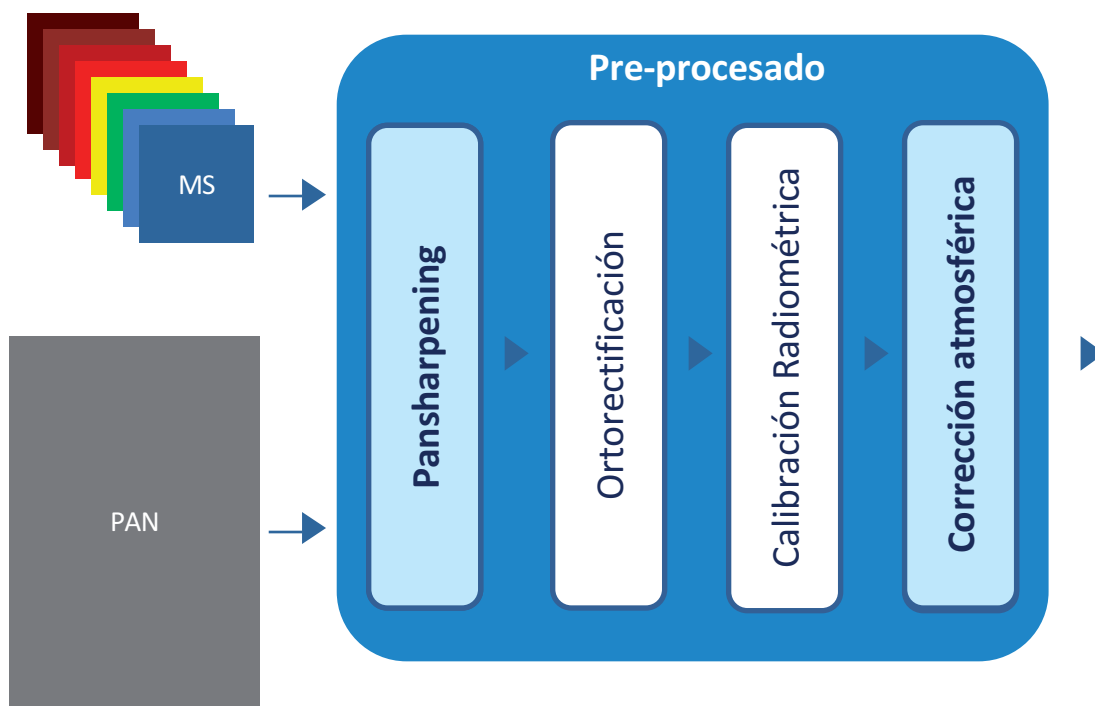 MS
PAN
Pre-procesado
Pansharpening
Ortorectificación
Calibración Radiométrica
Corrección atmosférica